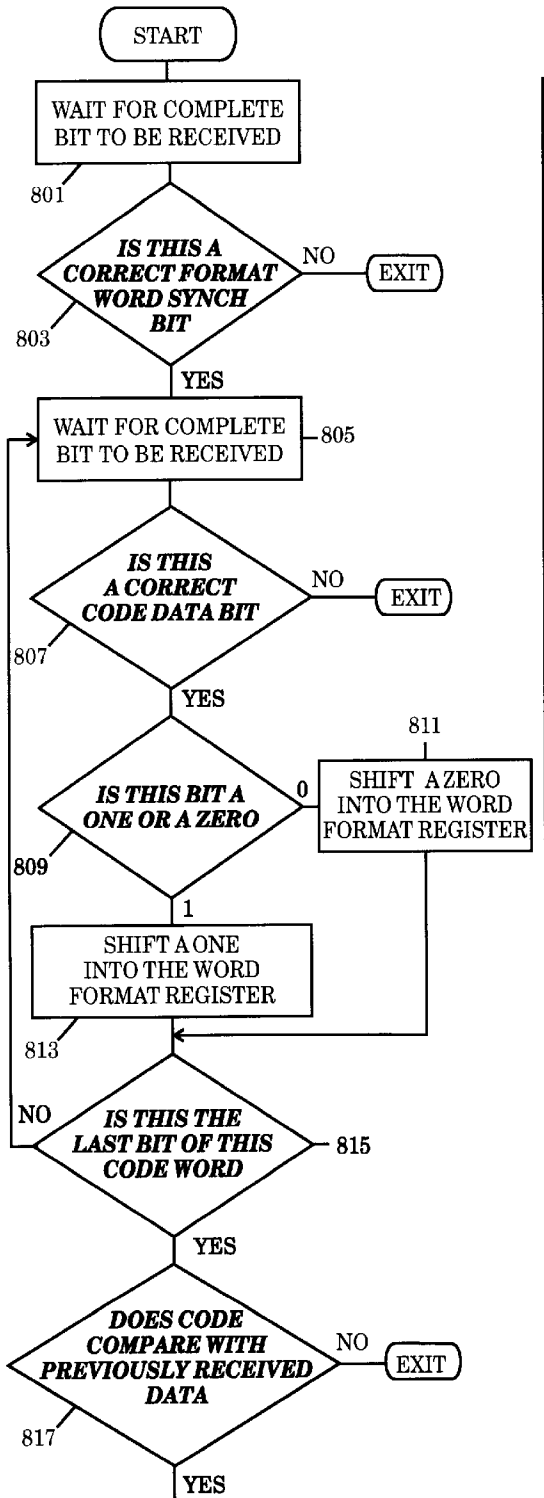 START
WAIT FOR COMPLETE
BIT TO BE RECEIVED
801
IS THIS A
CORRECT FORMAT
WORD SYNCH
BIT
NO
EXIT
803
YES
WAIT FOR COMPLETE
BIT TO BE RECEIVED
805
IS THIS
A CORRECT
CODE DATA BIT
NO
EXIT
807
YES
811
IS THIS BIT A
ONE OR A ZERO
0
SHIFT A ZERO
INTO THE WORD
FORMAT REGISTER
809
1
SHIFT A ONE
INTO THE WORD
FORMAT REGISTER
813
NO
IS THIS THE
LAST BIT OF THIS
CODE WORD
815
YES
DOES CODE
COMPARE WITH
PREVIOUSLY RECEIVED
DATA
NO
EXIT
817
YES